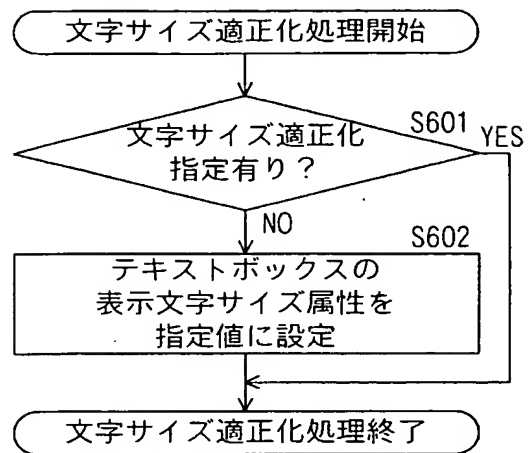 文字サイズ適正化処理開始
S601
YES
文字サイズ適正化
指定有り?
NO
S602
テキストボックスの
表示文字サイズ属性を
指定値に設定
文字サイズ適正化処理終了